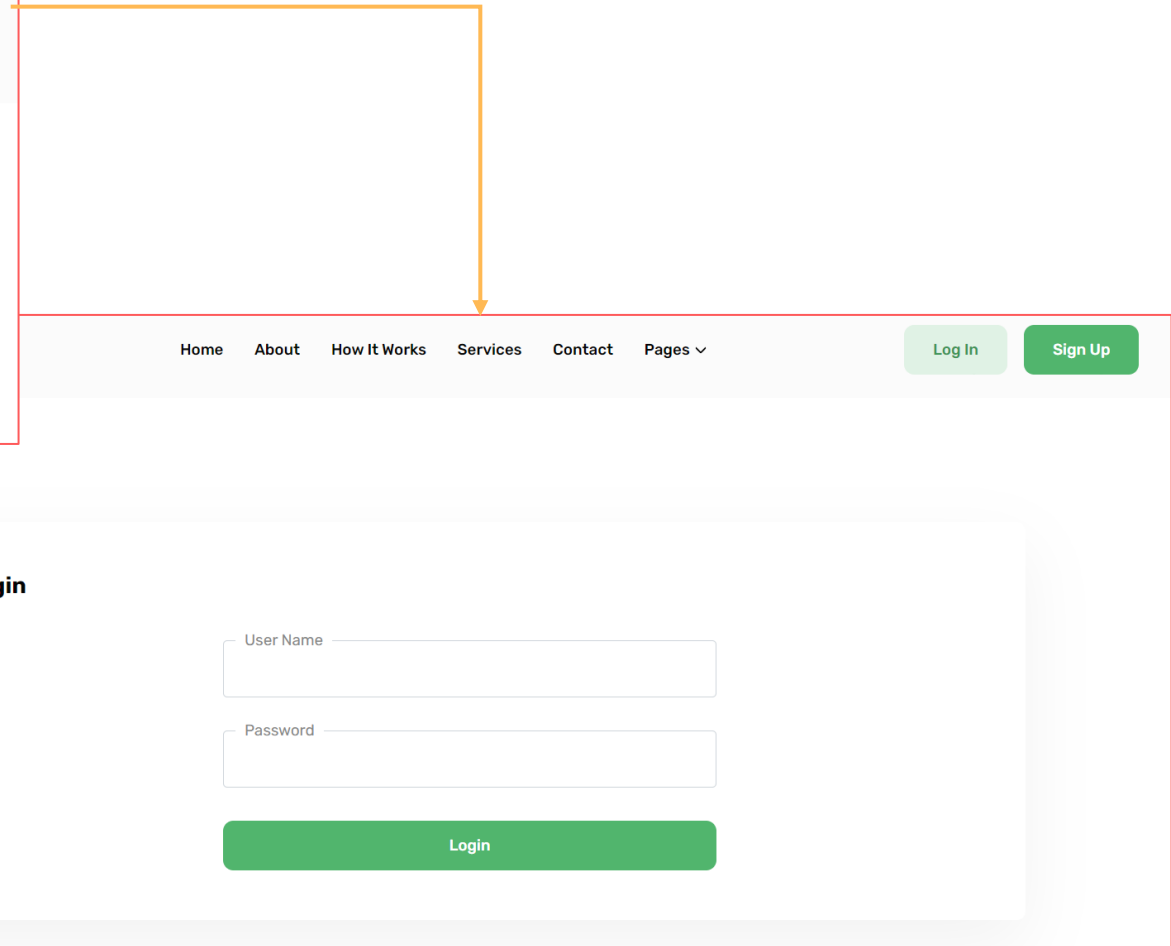 Home About How It Works Services Contact Pages Log In Sign Up
gin
User Name
Password
Login